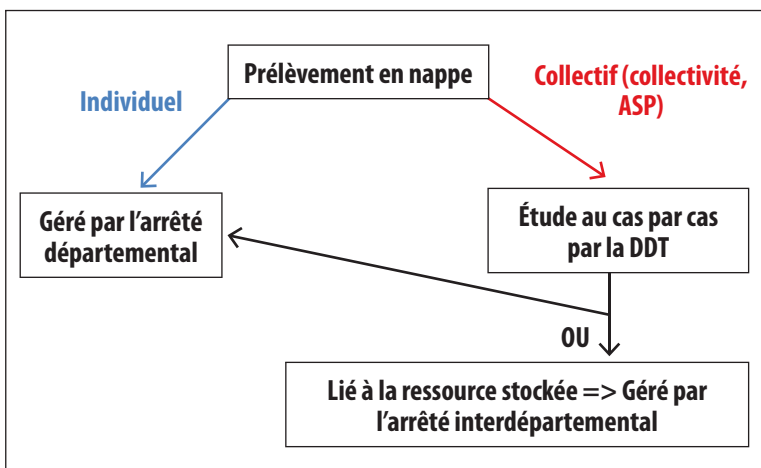 Prélèvement en nappe
Individuel
Collectif (collectivité,
ASP)
Géré par l'arrêté
départemental
Étude au cas par cas
par la DDT
OU
Lié à la ressource stockée => Géré par
l'arrêté interdépartemental